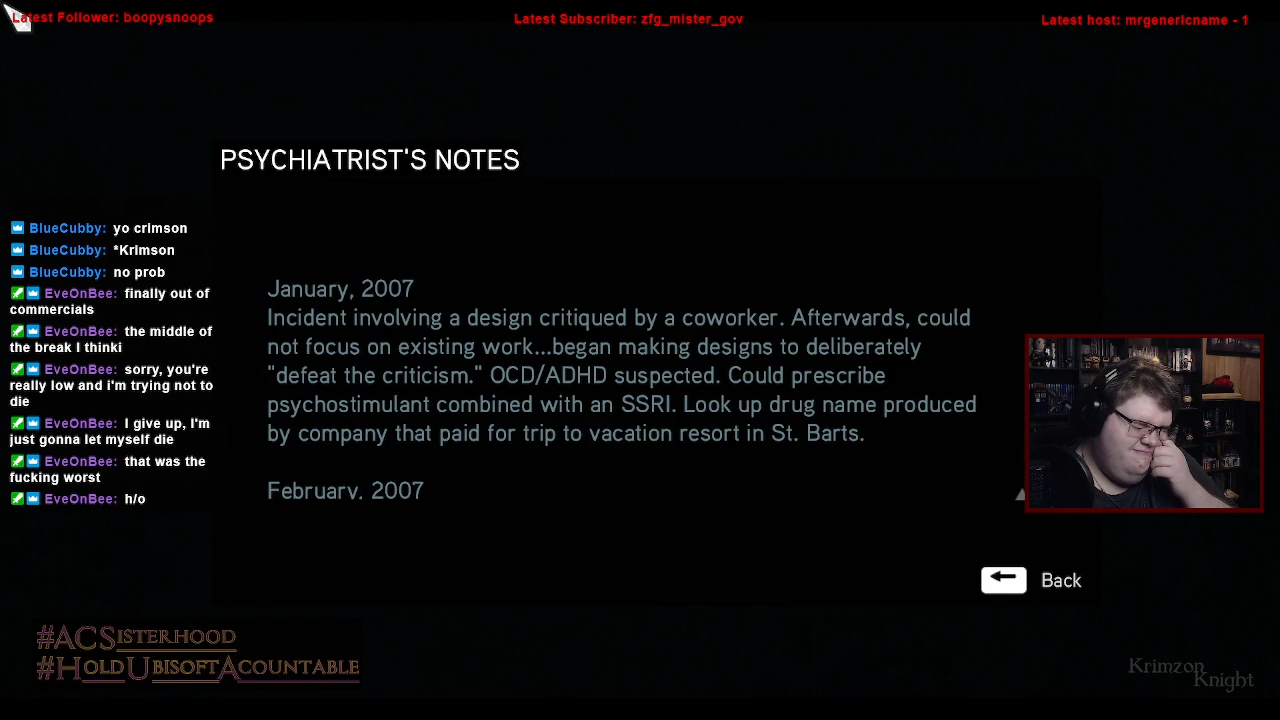 Latest Follower: boopysnoops
Latest Subscriber: zfg_mister_gov
Latest host: mrgenericname - 1
PSYCHIATRIST'S NOTES
BlueCubby: yo crimson
BlueCubby: *Krimson
BlueCubby: no prob
EveOnBee: finally out of
commercials
EveOnBee: the middle of
the break I thinki
EveOnBee: sorry, you're
really low and i'm trying not to
die
EveOnBee: I give up, I'm
just gonna let myself die
EveOnBee: that was the
fucking worst
EveOnBee: h/o
January, 2007
Incident involving a design critiqued by a coworker. Afterwards, could
not focus on existing work...began making designs to deliberately
"defeat the criticism." OCD/ADHD suspected. Could prescribe
psychostimulant combined with an SSRI. Look up drug name produced
by company that paid for trip to vacation resort in St. Barts.
February, 2007
Back
#ACSisterhood
#HoldUbisoftAcountable
Krimzon
Knight